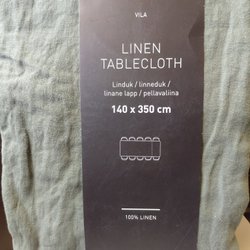 VILA
LINEN
TABLECLOTH
Linduk / linneduk /
linane lapp / pellavaliina
140 x 350 cm
100% LINEN